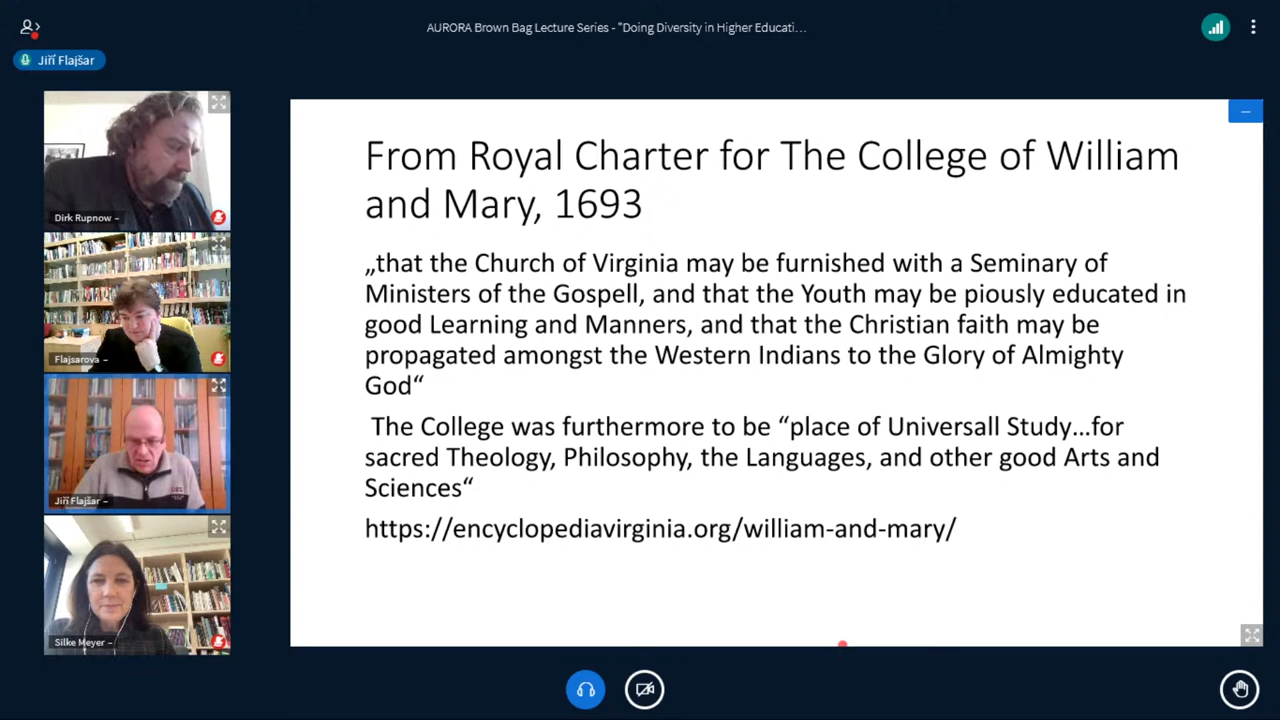 AURORA Brown Bag Lecture Series - "Doing Diversity in Higher Educati...
Jiří Flajšar
Dirk Rupnow –
Flajsarova –
Jiří Flajšar –
Silke Meyer –
From Royal Charter for The College of William
and Mary, 1693
„that the Church of Virginia may be furnished with a Seminary of
Ministers of the Gospell, and that the Youth may be piously educated in
good Learning and Manners, and that the Christian faith may be
propagated amongst the Western Indians to the Glory of Almighty
God“
The College was furthermore to be “place of Universall Study…for
sacred Theology, Philosophy, the Languages, and other good Arts and
Sciences“
https://encyclopediavirginia.org/william-and-mary/